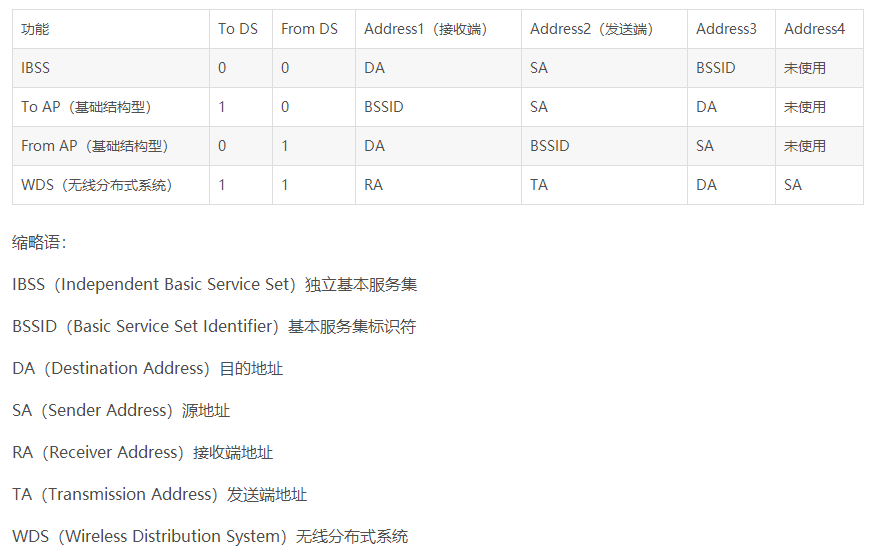 功能 To DS From DS Address1（接收端） Address2（发送端） Address3 Address4
IBSS 0 0 DA SA BSSID 未使用
To AP（基础结构型） 1 0 BSSID SA DA 未使用
From AP（基础结构型） 0 1 DA BSSID SA 未使用
WDS（无线分布式系统） 1 1 RA TA DA SA
缩略语：
IBSS（Independent Basic Service Set）独立基本服务集
BSSID（Basic Service Set Identifier）基本服务集标识符
DA（Destination Address）目的地址
SA（Sender Address）源地址
RA（Receiver Address）接收端地址
TA（Transmission Address）发送端地址
WDS（Wireless Distribution System）无线分布式系统